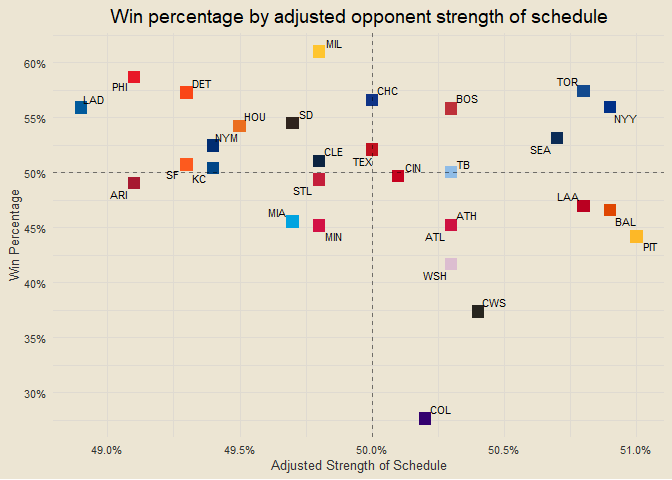 Win percentage by adjusted opponent strength of schedule
MIL
60%
PHI
DET
TOR
LAD
CHC
BOS
NYY
55%
HOU
SD
NYM
SEA
CLE
TEX
50%
SF
KC
CIN
TB
ARI
STL
LAA
45%
MIA
MIN
ATH
ATL
BAL
PIT
WSH
40%
CWS
35%
30%
COL
Win Percentage
49.0%
49.5%
50.0%
50.5%
51.0%
Adjusted Strength of Schedule